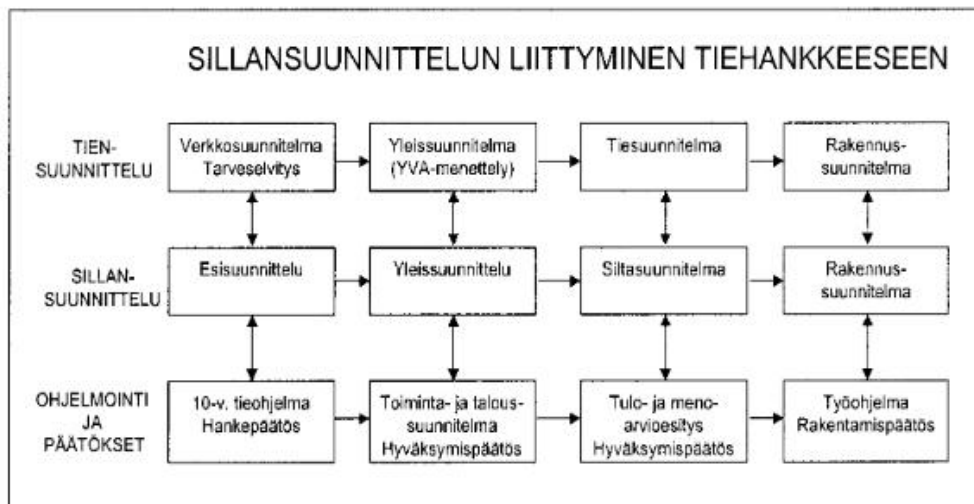 SILLANSUUNNITTELUN LIITTYMINEN TIEHANKKEESEEN
TIEN-
SUUNNITTELU
Verkkosuunnitelma
Tarveselvitys
Yleissuunnitelma
(YVA-menettely)
Tiesuunnitelma
Rakennus-
suunnitelma
SILLAN-
SUUNNITTELU
Esisuunnittelu
Yleissuunnittelu
Siltasuunnitelma
Rakennus-
suunnitelma
OHJELMOINTI
JA
PÄÄTÖKSET
10-v. tieohjelma
Hankepäätös
Toiminta- ja talous-
suunnitelma
Hyväksymispäätös
Tulo- ja meno-
arvioesitys
Hyväksymispäätös
Työohjelma
Rakentamispäätös